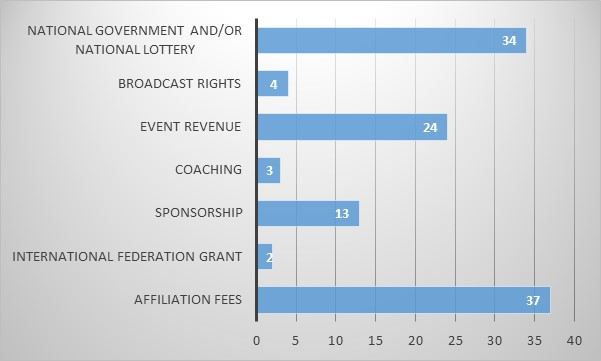 NATIONAL GOVERNMENT AND/OR
NATIONAL LOTTERY
34
BROADCAST RIGHTS
4
EVENT REVENUE
24
COACHING
3
SPONSORSHIP
13
INTERNATIONAL FEDERATION GRANT
2
AFFILIATION FEES
37
0 5 10 15 20 25 30 35 40